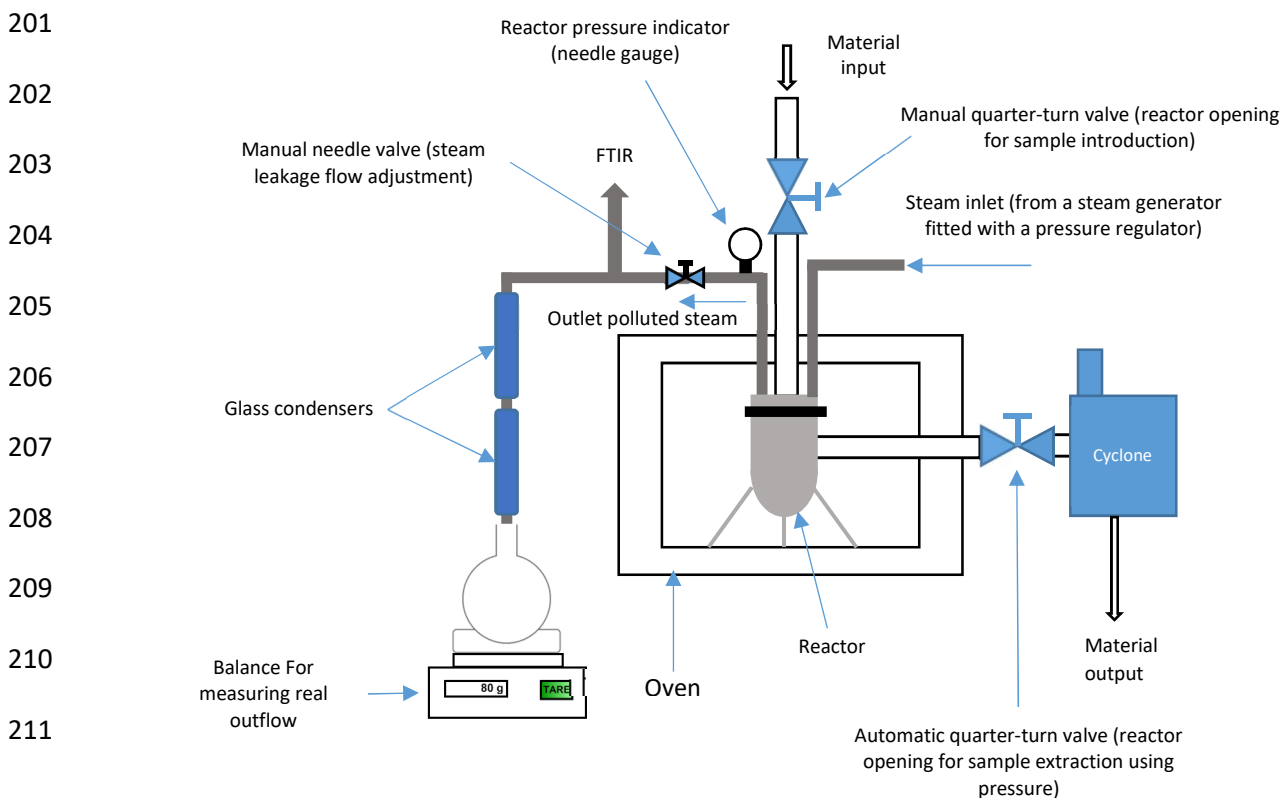 201
Reactor pressure indicator
(needle gauge)
Material
input
202
Manual quarter-turn valve (reactor opening
for sample introduction)
203
Manual needle valve (steam
leakage flow adjustment)
FTIR
Steam inlet (from a steam generator
fitted with a pressure regulator)
204
205
Outlet polluted steam
206
Glass condensers
207
Cyclone
208
209
Reactor
Material
output
210
Balance For
measuring real
outflow
80 g
TARE
Oven
211
Automatic quarter-turn valve (reactor
opening for sample extraction using
pressure)